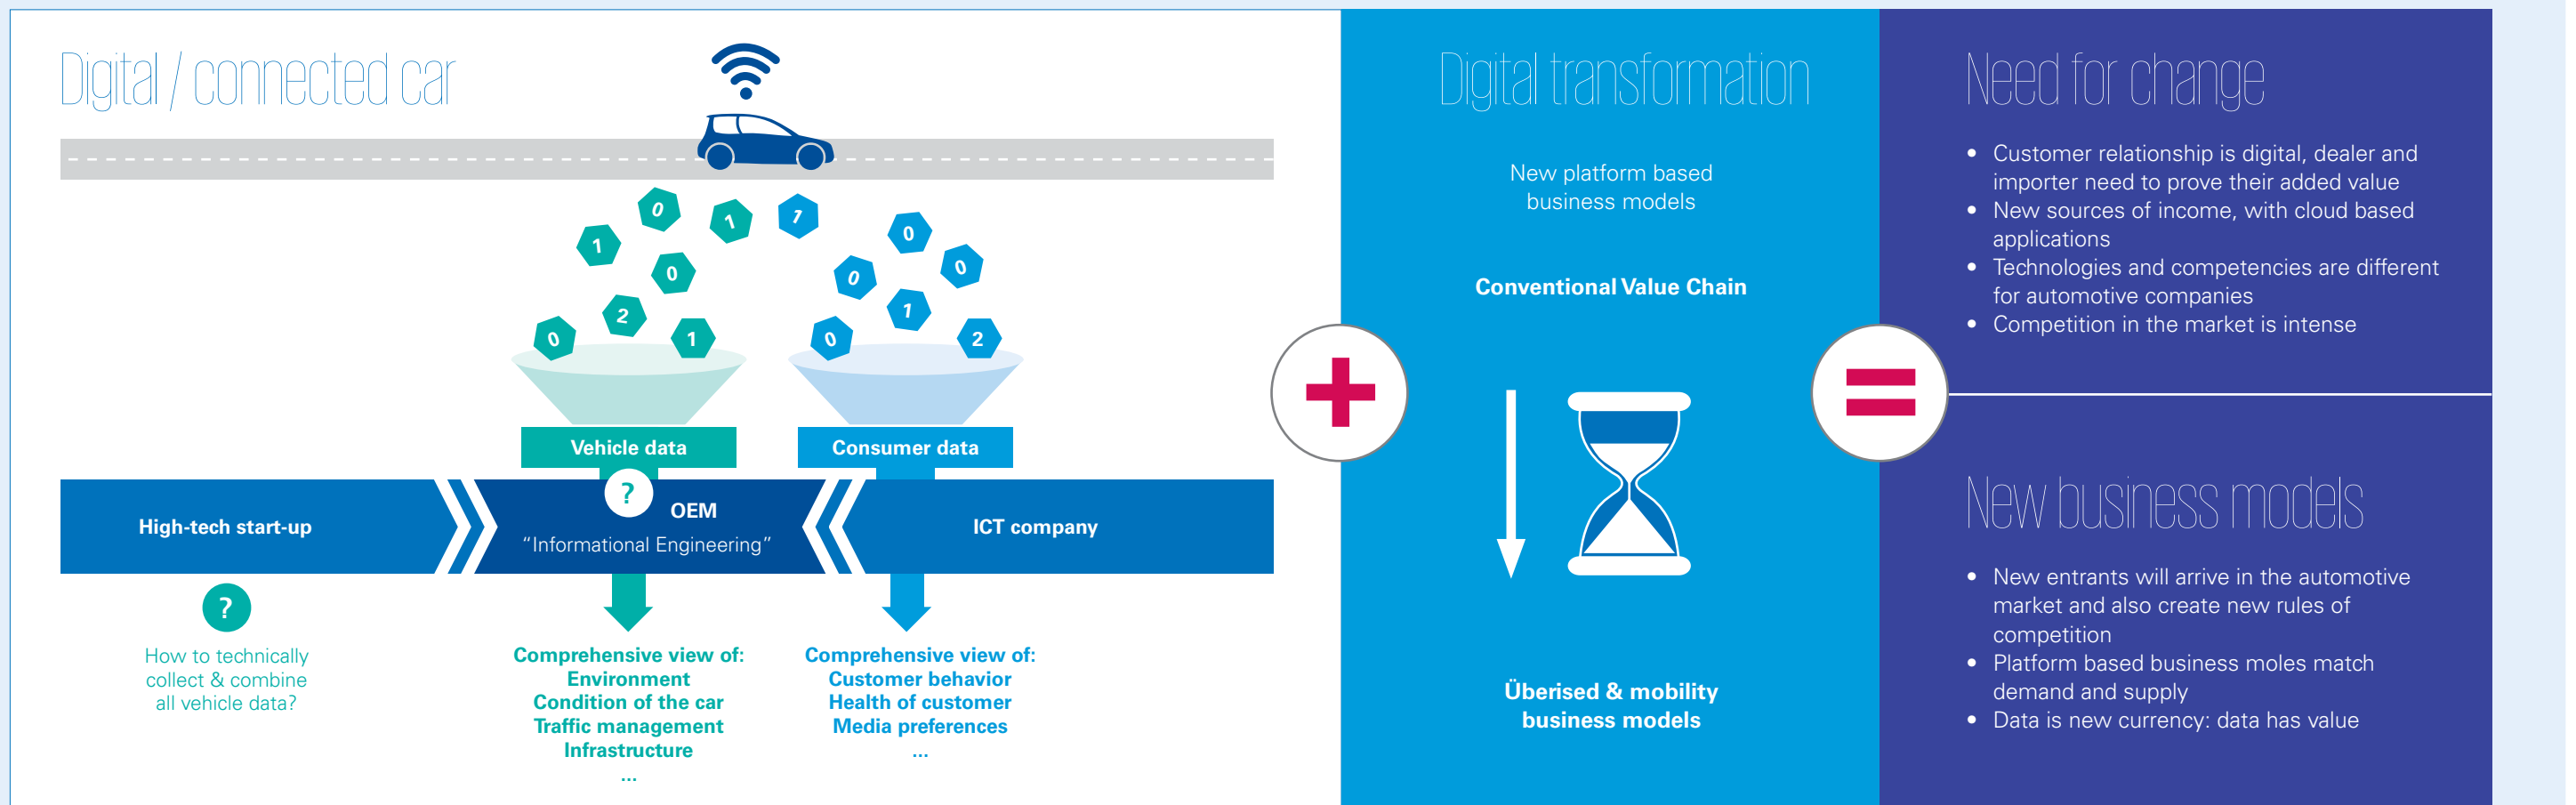 Digital / connected car
0
1
1
1
0
0
0
0
2
1
0
1
0
2
Vehicle data
Consumer data
High-tech start-up
?
OEM
“Informational Engineering”
ICT company
?
How to technically
collect & combine
all vehicle data?
Comprehensive view of:
Environment
Condition of the car
Traffic management
Infrastructure
...
Comprehensive view of:
Customer behavior
Health of customer
Media preferences
...
+
Digital transformation
New platform based
business models
Conventional Value Chain
Überised & mobility
business models
=
Need for change
• Customer relationship is digital, dealer and
importer need to prove their added value
• New sources of income, with cloud based
applications
• Technologies and competencies are different
for automotive companies
• Competition in the market is intense
New business models
• New entrants will arrive in the automotive
market and also create new rules of
competition
• Platform based business moles match
demand and supply
• Data is new currency: data has value